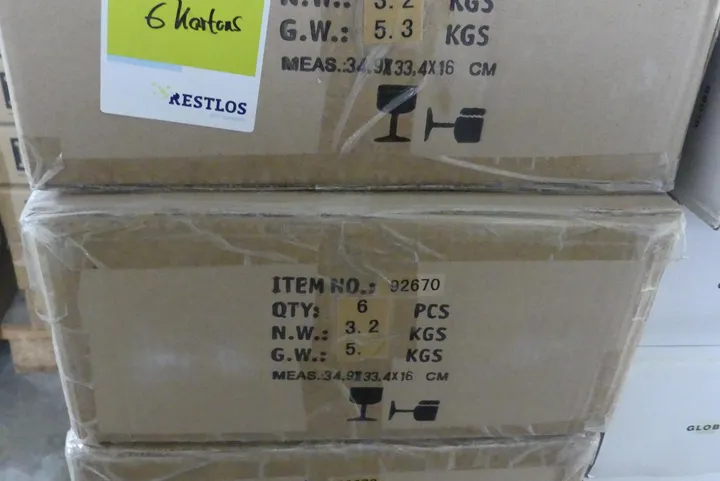 6 Kartons
RESTLOS
N.W.: 3.2 KGS
G.W.: 5.3 KGS
MEAS.:34.9X33.4X16 CM
ITEM NO.: 92670
QTY: 6 PCS
N.W.: 3.2 KGS
G.W.: 5. KGS
MEAS.:34.9X33.4X16 CM
GLOB